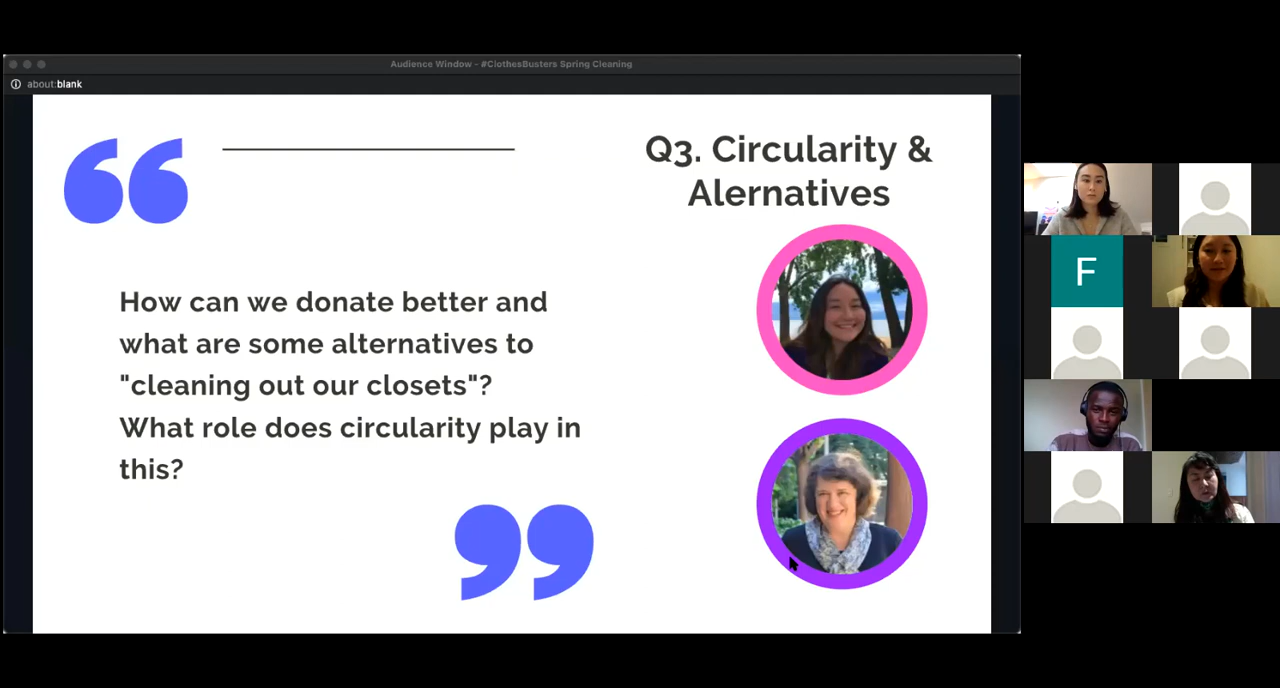 Audience Window - #ClothesBusters Spring Cleaning
about:blank
Q3. Circularity &
Alernatives
How can we donate better and
what are some alternatives to
"cleaning out our closets"?
What role does circularity play in
this?
F